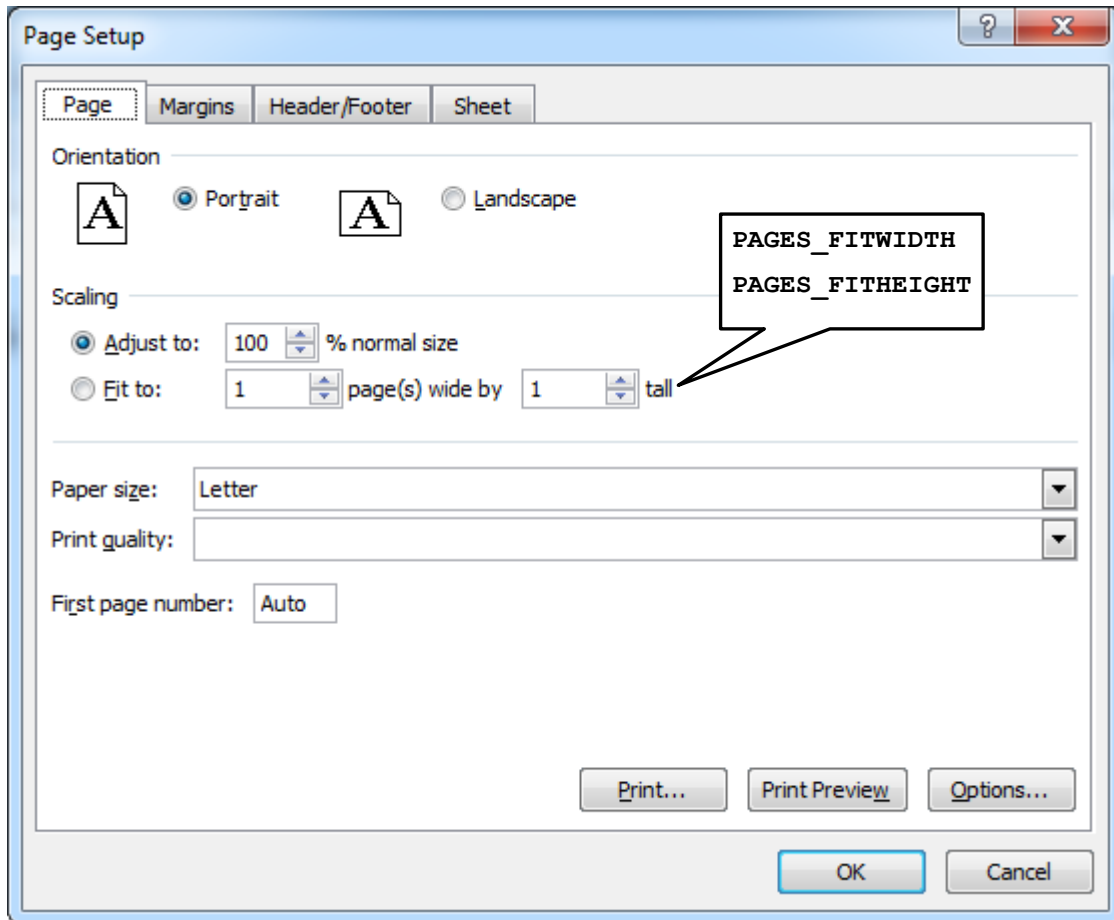 Page Setup
Page Margins Header/Footer Sheet
Orientation
A Portrait A Landscape
PAGES_FITWIDTH
PAGES_FITHEIGHT
Scaling
Adjust to: 100 % normal size
Fit to: 1 page(s) wide by 1 tall
Paper size: Letter
Print quality:
First page number: Auto
Print... Print Preview Options...
OK Cancel